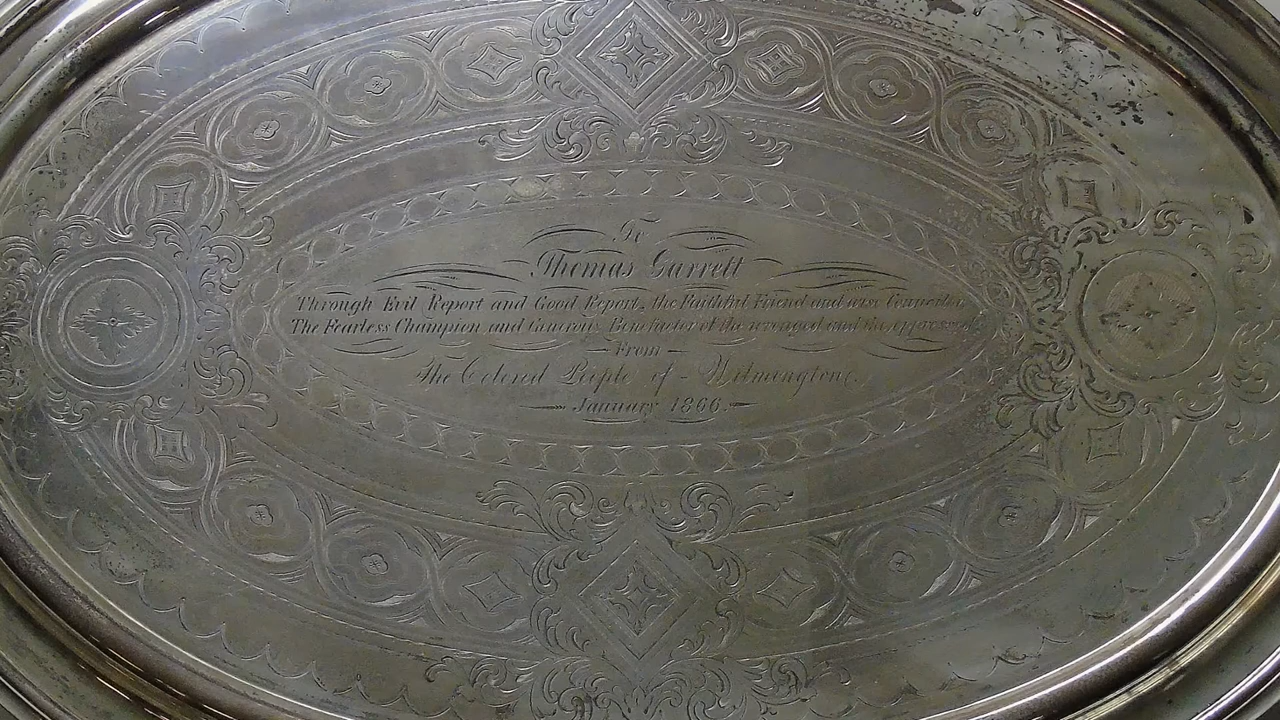 To
Thomas Garrett
Through Evil Report and Good Report, the Faithful Friend and wise Counsellor
The Fearless Champion and Generous Benefactor of the wronged and the oppressed
From
The Colored People of Wilmington
January 1866.